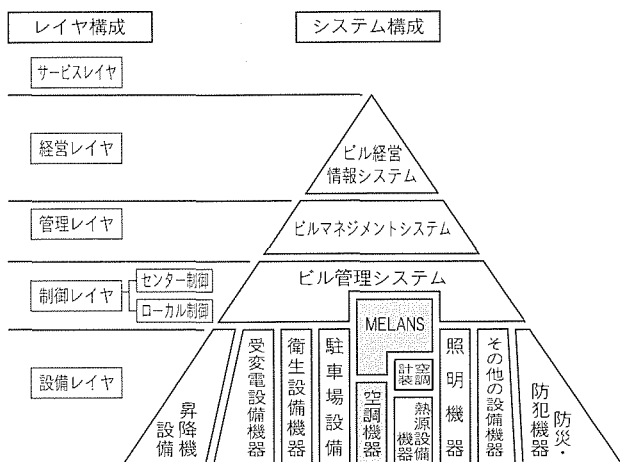 レイヤ構成
システム構成
サービスレイヤ
経営レイヤ
ビル経営
情報システム
管理レイヤ
ビルマネジメントシステム
制御レイヤ
センター制御
ローカル制御
ビル管理システム
MELANS
設備レイヤ
昇降機
設備
受変電設備機器
衛生設備機器
駐車場設備
空調機器
空調
計装
熱源設備
機器
照明機器
その他の設備機器
防災・
防犯機器